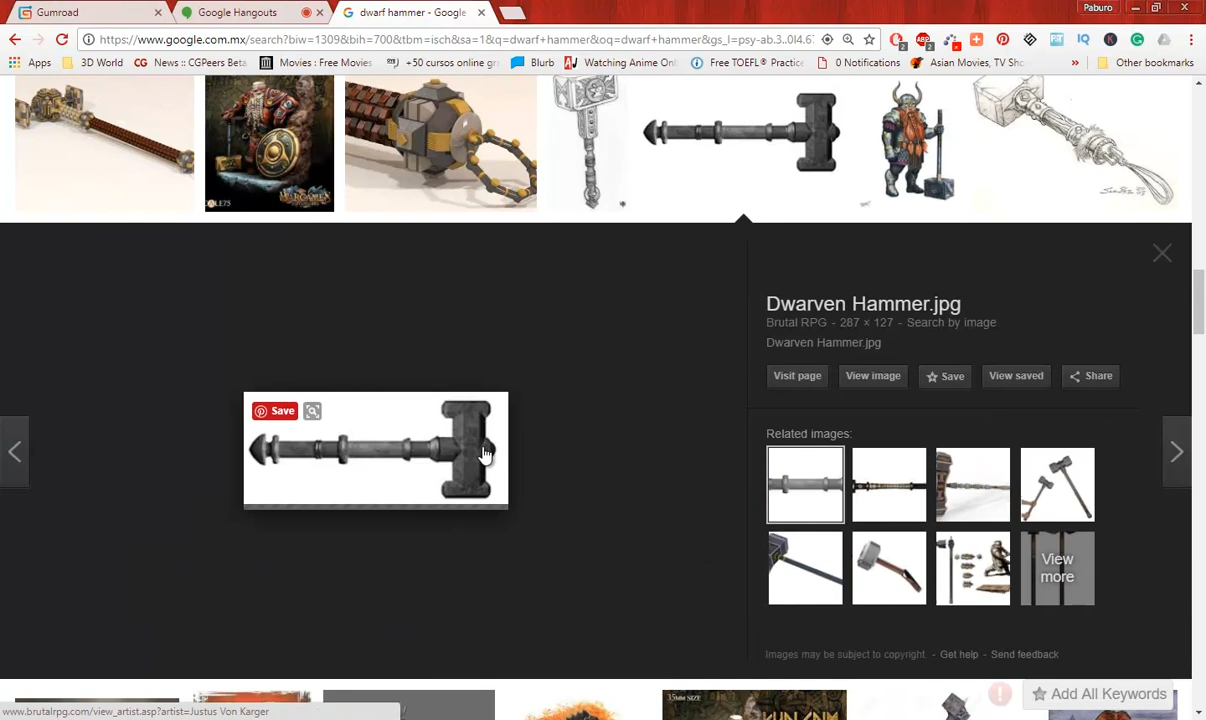 Gumroad
Google Hangouts
dwarf hammer - Google
Paburo
https://www.google.com.mx/search?biw=1309&bih=700&tbm=isch&sa=1&q=dwarf+hammer&oq=dwarf+hammer&gs_l=psy-ab.3..0l4.6
Apps
3D World
CG News :: CGPeers Beta
Movies : Free Movies
+50 cursos online gr
Blurb
Watching Anime Onl
Free TOEFL® Practice
0 Notifications
Asian Movies, TV Sho
Other bookmarks
Dwarven Hammer.jpg
Brutal RPG - 287 × 127 - Search by image
Dwarven Hammer.jpg
Visit page
View image
Save
View saved
Share
Save
Related images:
View
more
Images may be subject to copyright. - Get help - Send feedback
35MM SIZE
Add All Keywords
www.brutalrpg.com/view_artist.asp?artist=Justus Von Karger